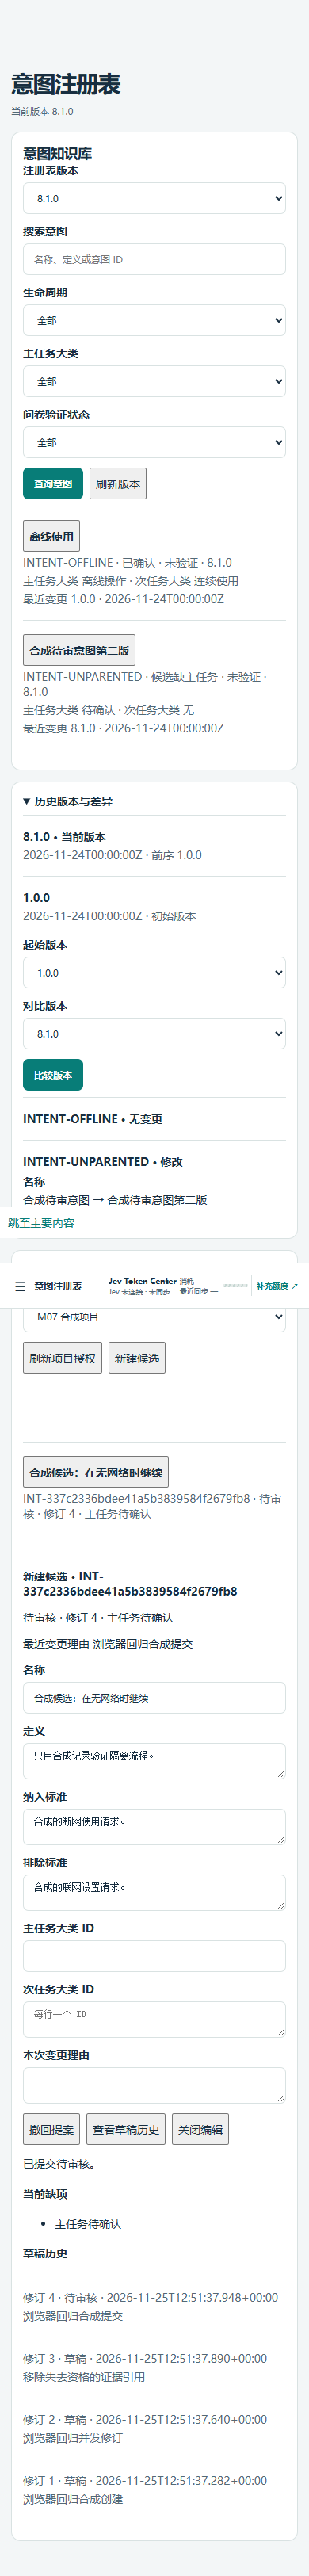 意图注册表
当前版本 8.1.0
意图知识库
注册表版本
8.1.0
搜索意图
名称、定义或意图 ID
生命周期
全部
主任务大类
全部
问卷验证状态
全部
查询意图 刷新版本
离线使用
INTENT-OFFLINE · 已确认 · 未验证 · 8.1.0
主任务大类 离线操作 · 次任务大类 连续使用
最近变更 1.0.0 · 2026-11-24T00:00:00Z
合成待审意图第二版
INTENT-UNPARENTED · 候选缺主任务 · 未验证 ·
8.1.0
主任务大类 待确认 · 次任务大类 无
最近变更 8.1.0 · 2026-11-24T00:00:00Z
▼ 历史版本与差异
8.1.0 • 当前版本
2026-11-24T00:00:00Z · 前序 1.0.0
1.0.0
2026-11-24T00:00:00Z · 初始版本
起始版本
1.0.0
对比版本
8.1.0
比较版本
INTENT-OFFLINE • 无变更
INTENT-UNPARENTED • 修改
名称
合成待审意图 → 合成待审意图第二版
跳至主要内容
☰ 意图注册表 Jev Token Center 消耗 — 补充额度 ↗
Jev 未连接 · 未同步 最近同步 —
M07 合成项目
刷新项目授权 新建候选
合成候选：在无网络时继续
INT-337c2336bdee41a5b3839584f2679fb8 · 待审
核 · 修订 4 · 主任务待确认
新建候选 • INT-
337c2336bdee41a5b3839584f2679fb8
待审核 · 修订 4 · 主任务待确认
最近变更理由 浏览器回归合成提交
名称
合成候选：在无网络时继续
定义
只用合成记录验证隔离流程。
纳入标准
合成的断网使用请求。
排除标准
合成的联网设置请求。
主任务大类 ID
次任务大类 ID
每行一个 ID
本次变更理由
撤回提案 查看草稿历史 关闭编辑
已提交待审核。
当前缺项
• 主任务待确认
草稿历史
修订 4 · 待审核 · 2026-11-25T12:51:37.948+00:00
浏览器回归合成提交
修订 3 · 草稿 · 2026-11-25T12:51:37.890+00:00
移除失去资格的证据引用
修订 2 · 草稿 · 2026-11-25T12:51:37.640+00:00
浏览器回归并发修订
修订 1 · 草稿 · 2026-11-25T12:51:37.282+00:00
浏览器回归合成创建